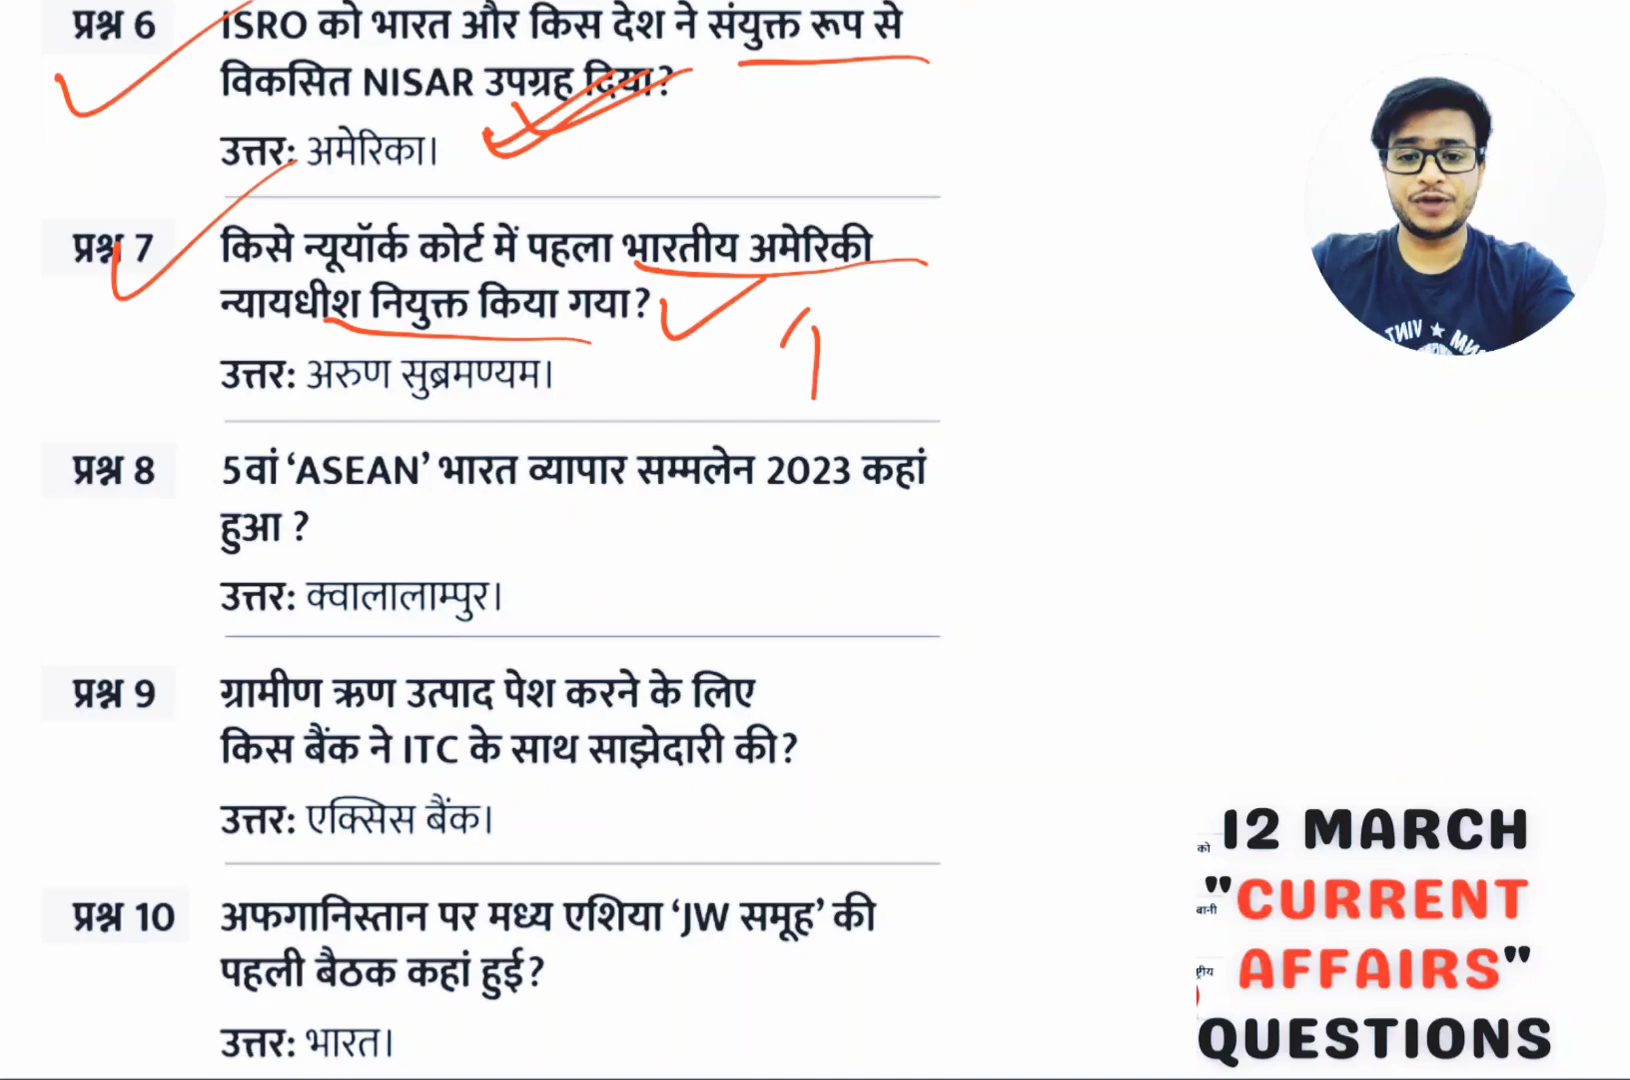 प्रश्न 6
ISRO को भारत और किस देश ने संयुक्त रूप से
विकसित NISAR उपग्रह दिया?
उत्तर: अमेरिका।
प्रश्न 7
किसे न्यूयॉर्क कोर्ट में पहला भारतीय अमेरिकी
न्यायधीश नियुक्त किया गया?
उत्तर: अरुण सुब्रमण्यम।
1
प्रश्न 8
5वां ‘ASEAN’ भारत व्यापार सम्मलेन 2023 कहां
हुआ ?
उत्तर: क्वालालाम्पुर।
प्रश्न 9
ग्रामीण ऋण उत्पाद पेश करने के लिए
किस बैंक ने ITC के साथ साझेदारी की?
उत्तर: एक्सिस बैंक।
प्रश्न 10
अफगानिस्तान पर मध्य एशिया ‘JW समूह’ की
पहली बैठक कहां हुई?
उत्तर: भारत।
को
12 MARCH
बानी
"CURRENT
AFFAIRS"
QUESTIONS